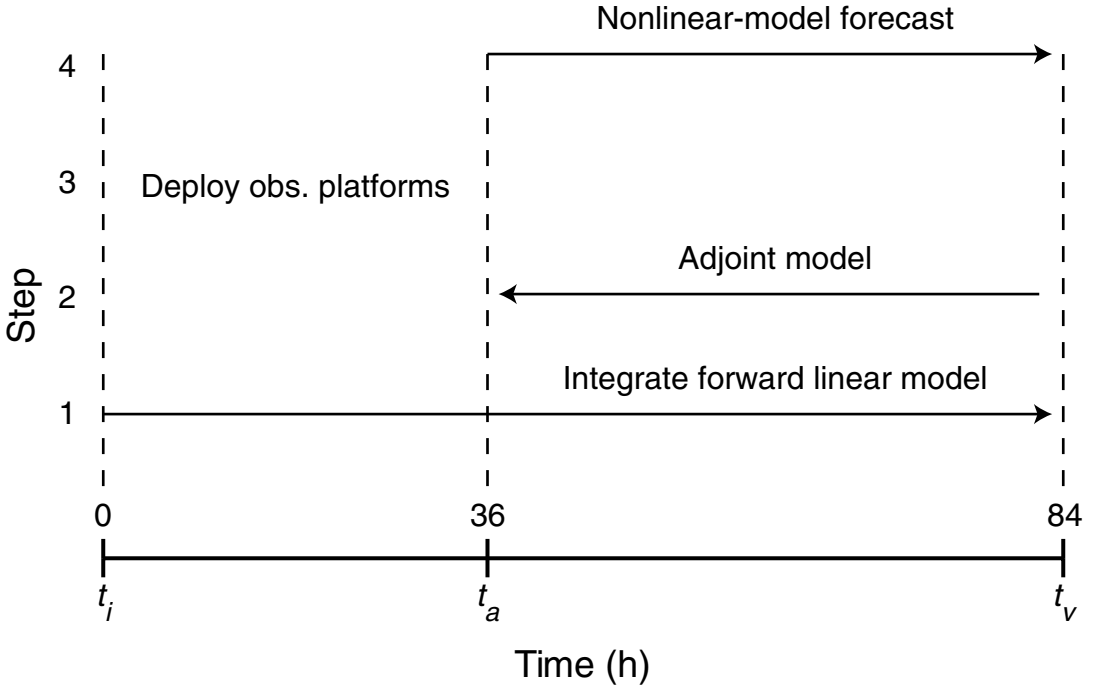 Nonlinear-model forecast
4
3
Deploy obs. platforms
Adjoint model
2
Step
Integrate forward linear model
1
0 36 84
t_i t_a t_v
Time (h)